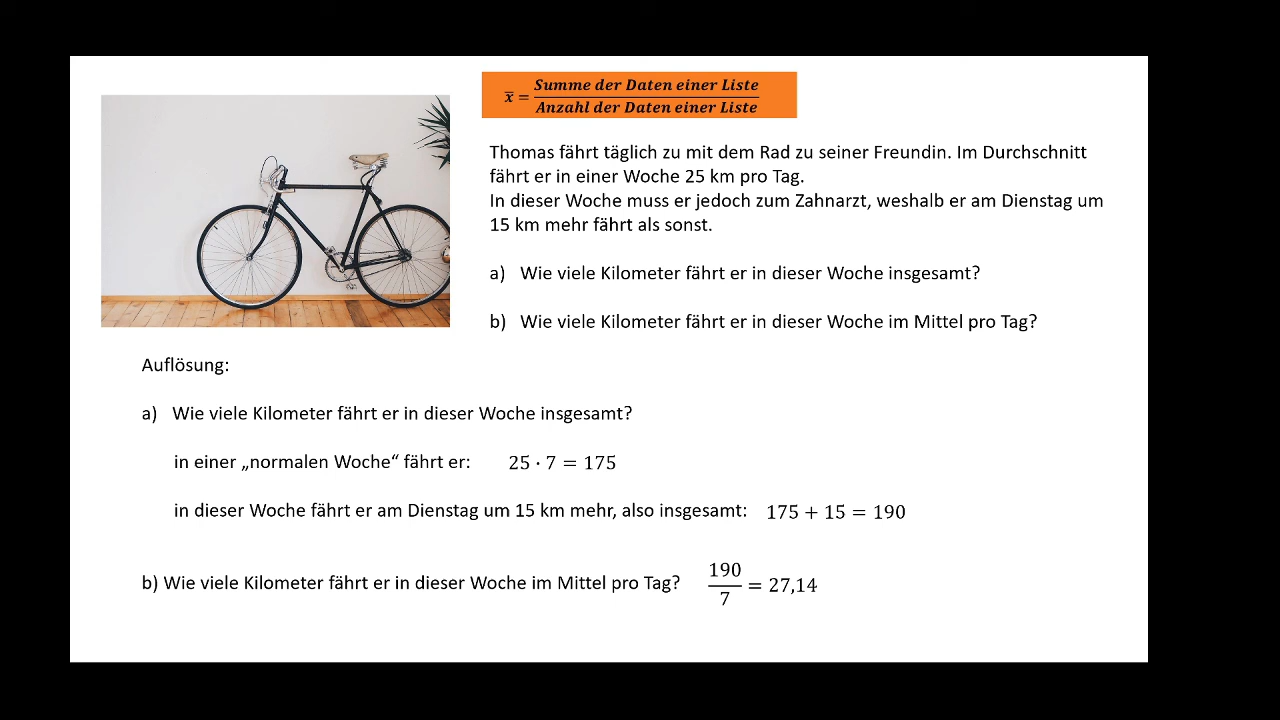 x̅ = Summe der Daten einer Liste / Anzahl der Daten einer Liste
Thomas fährt täglich zu mit dem Rad zu seiner Freundin. Im Durchschnitt
fährt er in einer Woche 25 km pro Tag.
In dieser Woche muss er jedoch zum Zahnarzt, weshalb er am Dienstag um
15 km mehr fährt als sonst.
a) Wie viele Kilometer fährt er in dieser Woche insgesamt?
b) Wie viele Kilometer fährt er in dieser Woche im Mittel pro Tag?
Auflösung:
a) Wie viele Kilometer fährt er in dieser Woche insgesamt?
in einer „normalen Woche“ fährt er: 25 · 7 = 175
in dieser Woche fährt er am Dienstag um 15 km mehr, also insgesamt: 175 + 15 = 190
b) Wie viele Kilometer fährt er in dieser Woche im Mittel pro Tag? 190 / 7 = 27,14